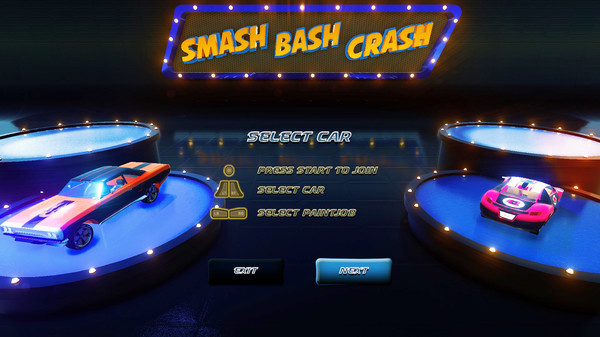 SMASH BASH CRASH
SELECT CAR
PRESS START TO JOIN
SELECT CAR
SELECT PAINTJOB
EXIT
NEXT